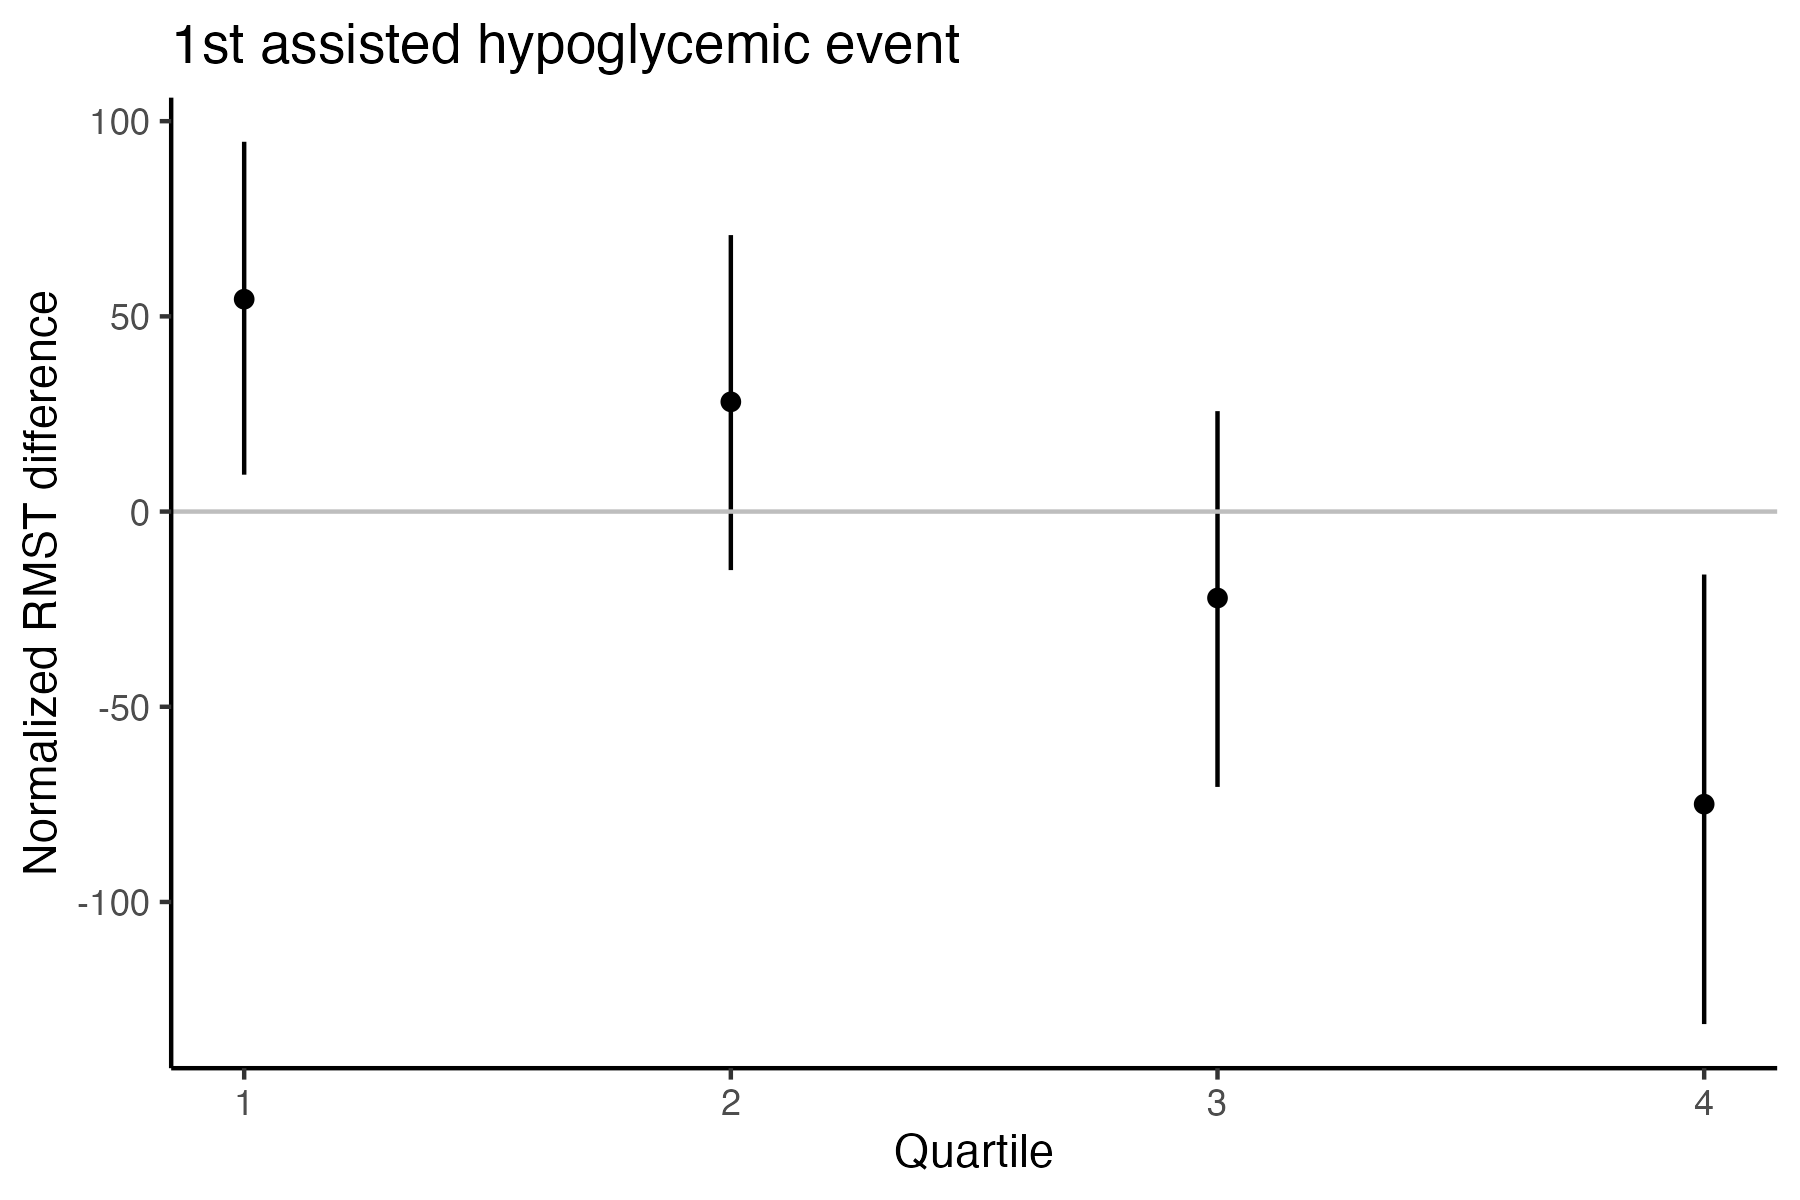 1st assisted hypoglycemic event
Normalized RMST difference
100
50
0
-50
-100
1 2 3 4
Quartile